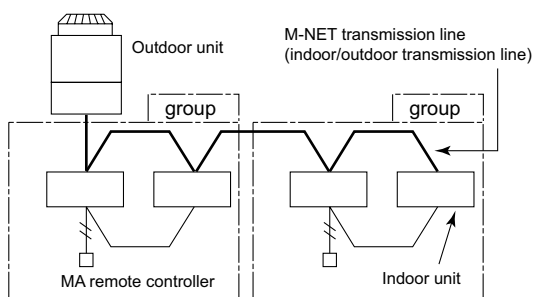 Outdoor unit
M-NET transmission line
(indoor/outdoor transmission line)
group
group
MA remote controller
Indoor unit